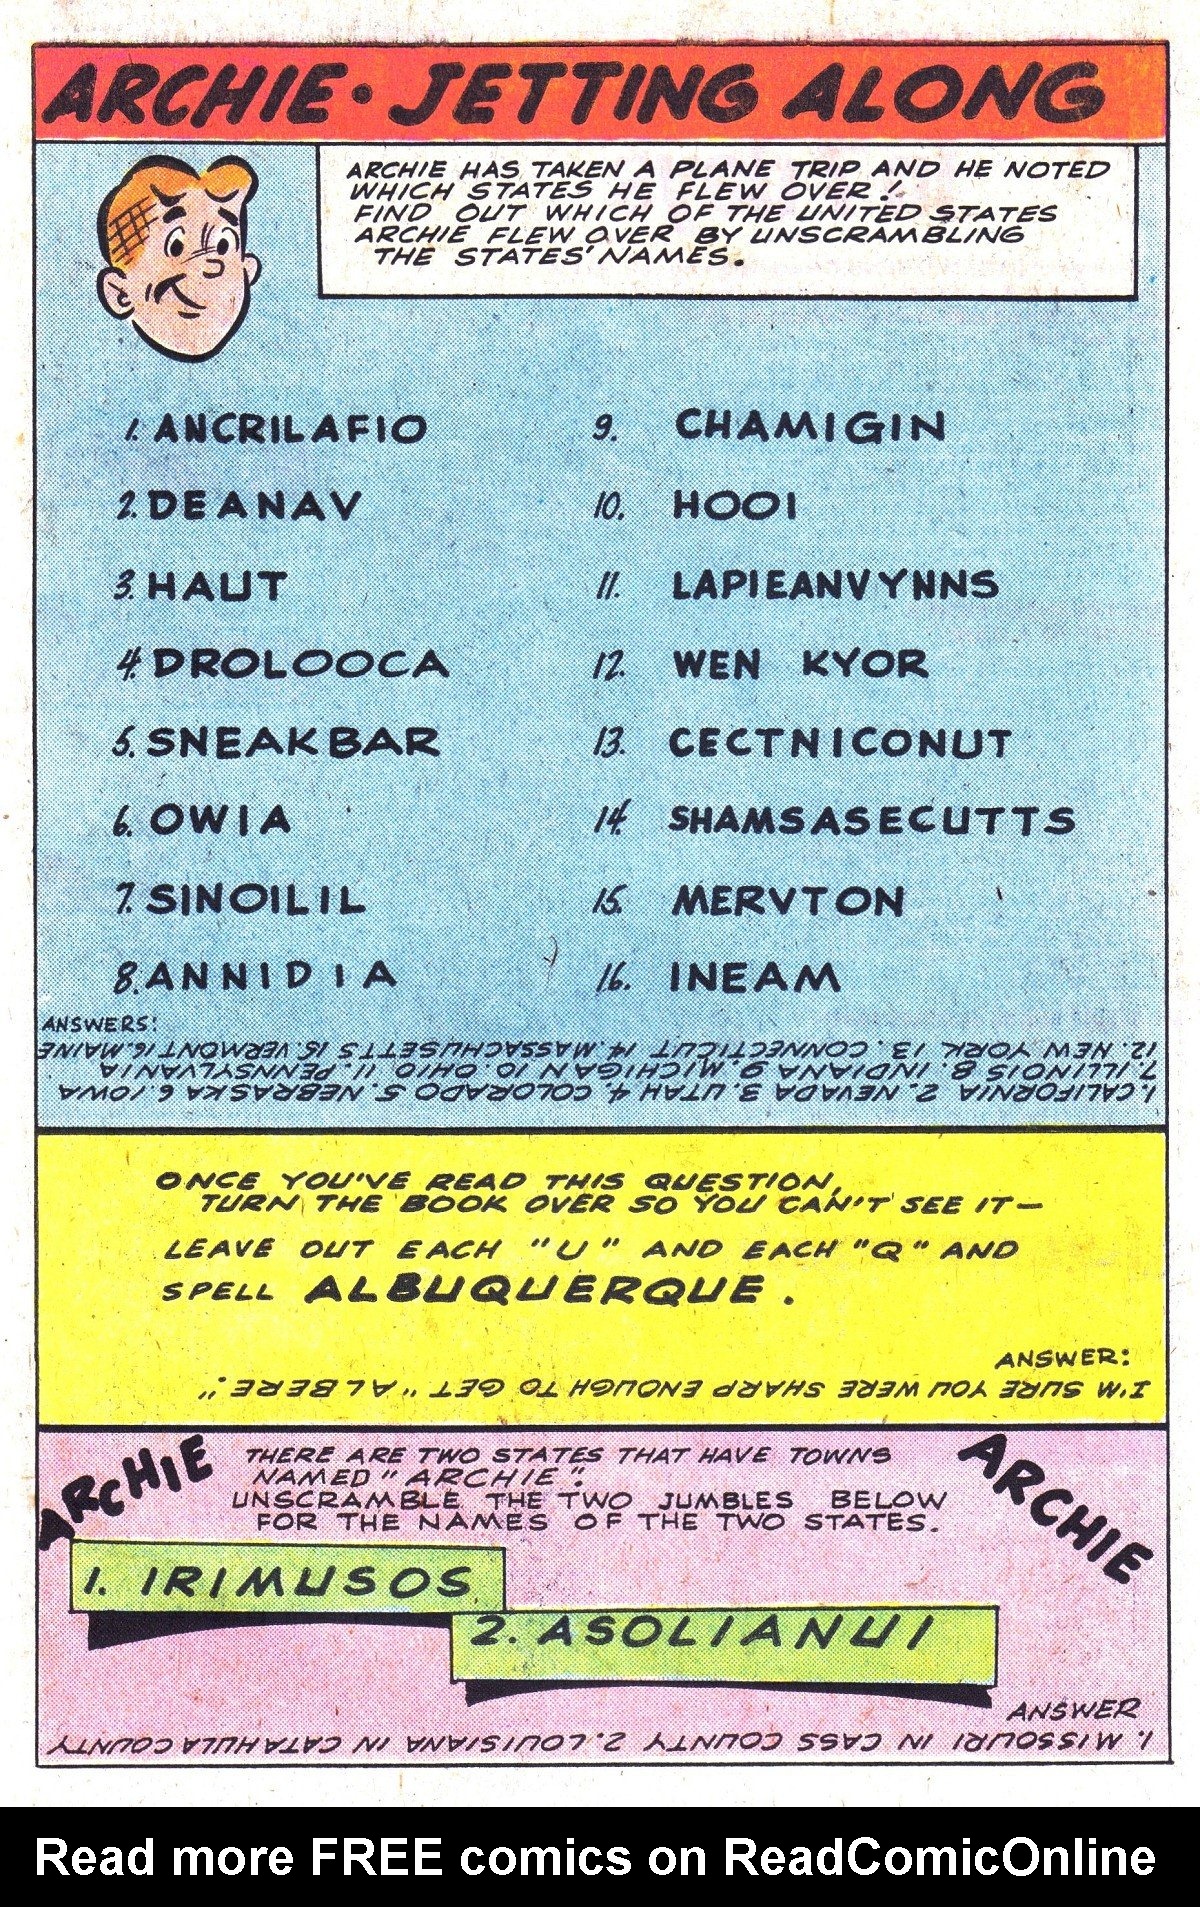 ARCHIE • JETTING ALONG
ARCHIE HAS TAKEN A PLANE TRIP AND HE NOTED
WHICH STATES HE FLEW OVER!
FIND OUT WHICH OF THE UNITED STATES
ARCHIE FLEW OVER BY UNSCRAMBLING
THE STATES' NAMES.
1. ANCRILAFIO
2. DEANAV
3. HAUT
4. DROLOOCA
5. SNEAKBAR
6. OWIA
7. SINOILIL
8. ANNIDIA
9. CHAMIGIN
10. HOOI
11. LAPIEANVYNNS
12. WEN KYOR
13. CECTNICONUT
14. SHAMSASECUTTS
15. MERVTON
16. INEAM
ANSWERS:
1. CALIFORNIA 2. NEVADA 3. UTAH 4. COLORADO 5. NEBRASKA 6. IOWA
7. ILLINOIS 8. INDIANA 9. MICHIGAN 10. OHIO 11. PENNSYLVANIA
12. NEW YORK 13. CONNECTICUT 14. MASSACHUSETTS 15. VERMONT 16. MAINE
ONCE YOU'VE READ THIS QUESTION,
TURN THE BOOK OVER SO YOU CAN'T SEE IT—
LEAVE OUT EACH "U" AND EACH "Q" AND
SPELL ALBUQUERQUE.
ANSWER:
I'M SURE YOU WERE SHARP ENOUGH TO GET "ALBERE."
ARCHIE
THERE ARE TWO STATES THAT HAVE TOWNS
NAMED "ARCHIE".
UNSCRAMBLE THE TWO JUMBLES BELOW
FOR THE NAMES OF THE TWO STATES.
ARCHIE
1. IRIMUSOS
2. ASOLIANUI
ANSWER
1. MISSOURI IN CASS COUNTY 2. LOUISIANA IN CATAHULA COUNTY
Read more FREE comics on ReadComicOnline